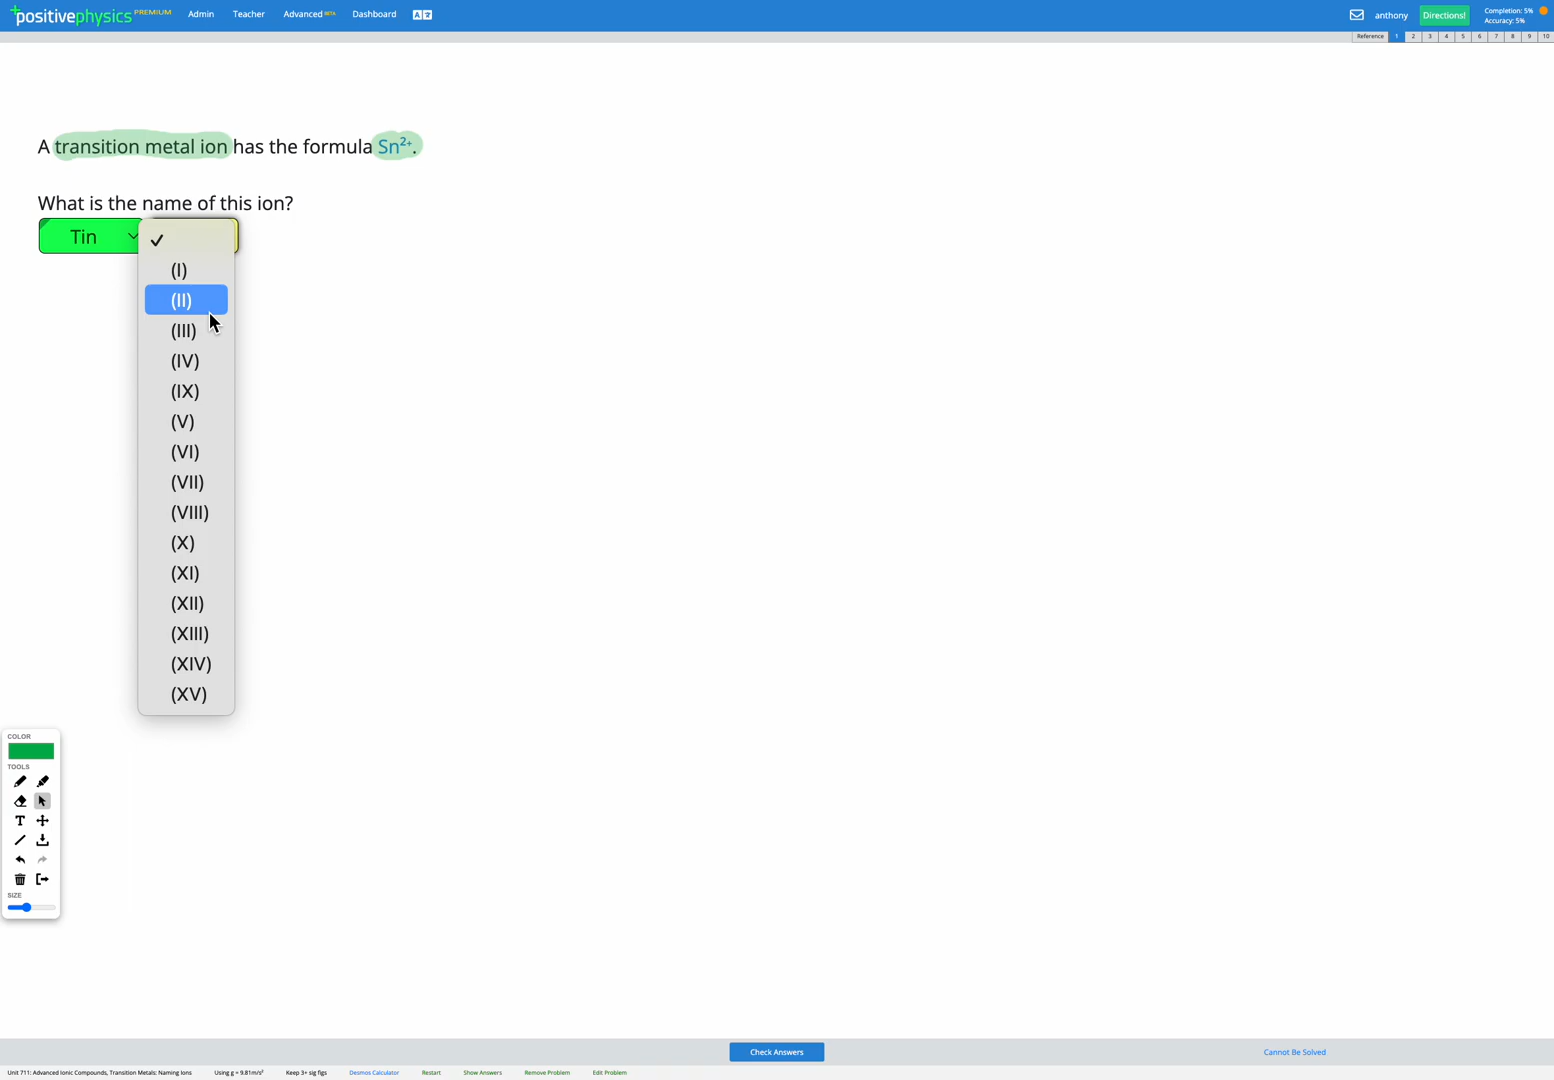 +positivephysics PREMIUM Admin Teacher Advanced BETA Dashboard A anthony Directions! Completion: 5%
Accuracy: 5%
Reference 1 2 3 4 5 6 7 8 9 10
A transition metal ion has the formula Sn²⁺.
What is the name of this ion?
Tin
✓
(I)
(II)
(III)
(IV)
(IX)
(V)
(VI)
(VII)
(VIII)
(X)
(XI)
(XII)
(XIII)
(XIV)
(XV)
COLOR
TOOLS
T
SIZE
Check Answers Cannot Be Solved
Unit 711: Advanced Ionic Compounds, Transition Metals: Naming Ions Using g = 9.81m/s² Keep 3+ sig figs Desmos Calculator Restart Show Answers Remove Problem Edit Problem